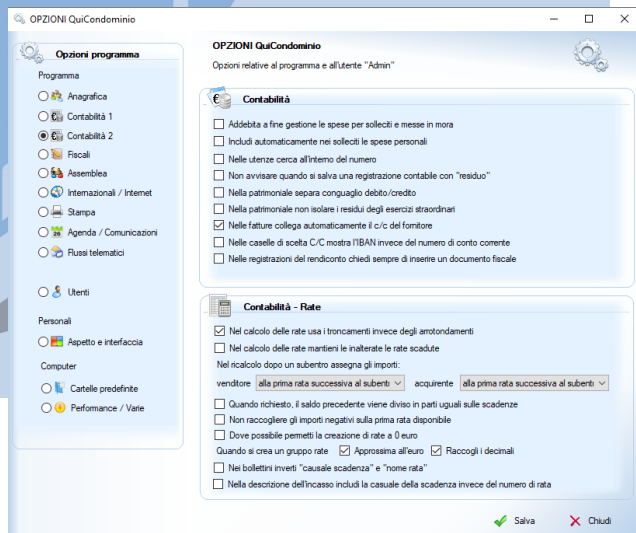 OPZIONI QuiCondominio
Opzioni programma
Programma
Anagrafica
Contabilità 1
Contabilità 2
Fiscali
Assemblea
Internazionali / Internet
Stampa
Agenda / Comunicazioni
Flussi telematici
Utenti
Personali
Aspetto e interfaccia
Computer
Cartelle predefinite
Performance / Varie
OPZIONI QuiCondominio
Opzioni relative al programma e all'utente "Admin"
Contabilità
Addebita a fine gestione le spese per solleciti e messe in mora
Includi automaticamente nei solleciti le spese personali
Nelle utenze cerca all'interno del numero
Non avvisare quando si salva una registrazione contabile con "residuo"
Nella patrimoniale separa conguaglio debito/credito
Nella patrimoniale non isolare i residui degli esercizi straordinari
Nelle fatture collega automaticamente il c/c del fornitore
Nelle caselle di scelta C/C mostra l'IBAN invece del numero di conto corrente
Nelle registrazioni del rendiconto chiedi sempre di inserire un documento fiscale
Contabilità - Rate
Nel calcolo delle rate usa i troncamenti invece degli arrotondamenti
Nel calcolo delle rate mantieni le inalterate le rate scadute
Nel ricalcolo dopo un subentro assegna gli importi:
venditore alla prima rata successiva al subentr acquirente alla prima rata successiva al subentr
Quando richiesto, il saldo precedente viene diviso in parti uguali sulle scadenze
Non raccogliere gli importi negativi sulla prima rata disponibile
Dove possibile permetti la creazione di rate a 0 euro
Quando si crea un gruppo rate Approssima all'euro Raccogli i decimali
Nei bollettini inverti "causale scadenza" e "nome rata"
Nella descrizione dell'incasso includi la casuale della scadenza invece del numero di rata
Salva Chiudi